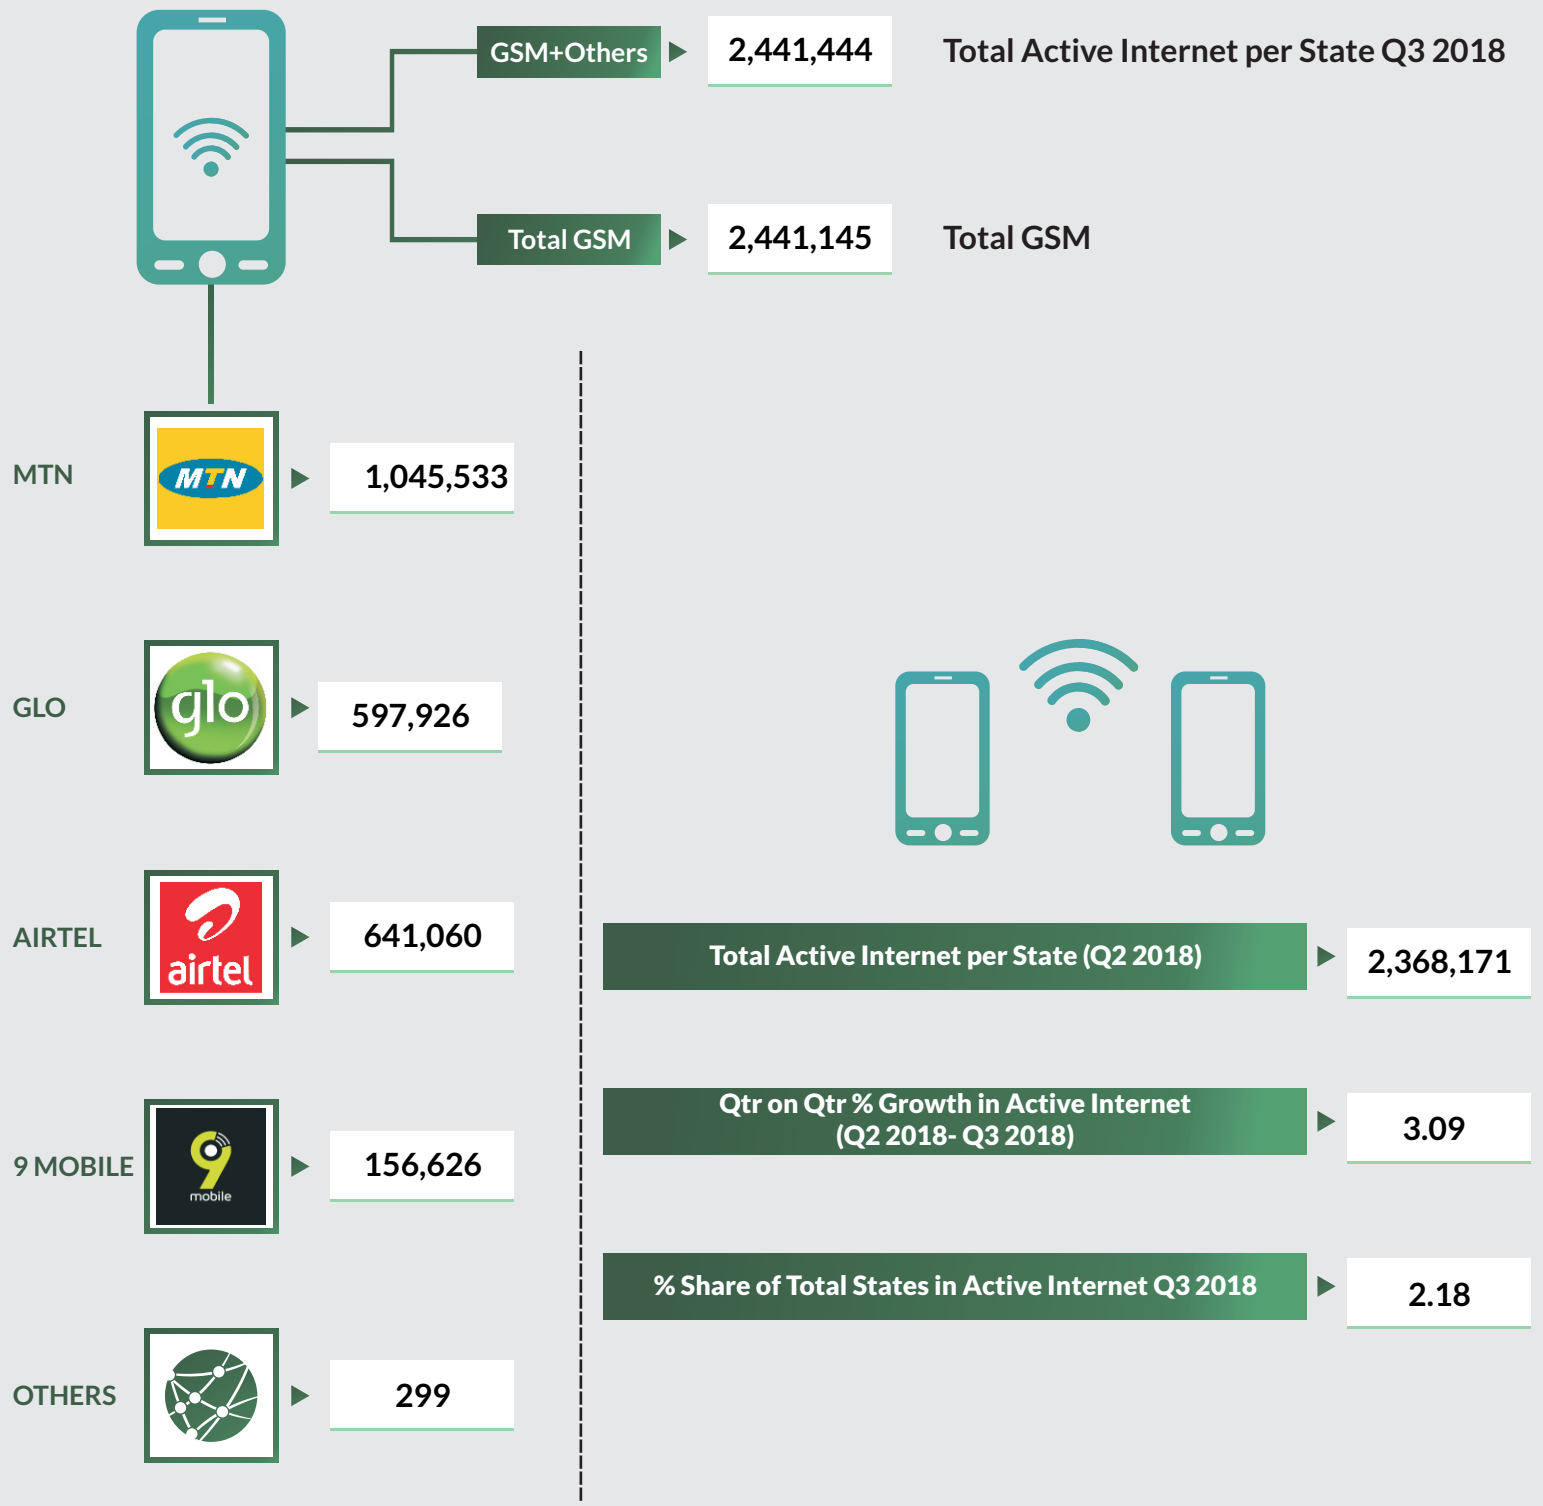 GSM+Others
2,441,444
Total Active Internet per State Q3 2018
Total GSM
2,441,145
Total GSM
MTN
MTN
1,045,533
GLO
glo
597,926
AIRTEL
airtel
641,060
9 MOBILE
9
mobile
156,626
OTHERS
299
Total Active Internet per State (Q2 2018)
2,368,171
Qtr on Qtr % Growth in Active Internet
(Q2 2018- Q3 2018)
3.09
% Share of Total States in Active Internet Q3 2018
2.18